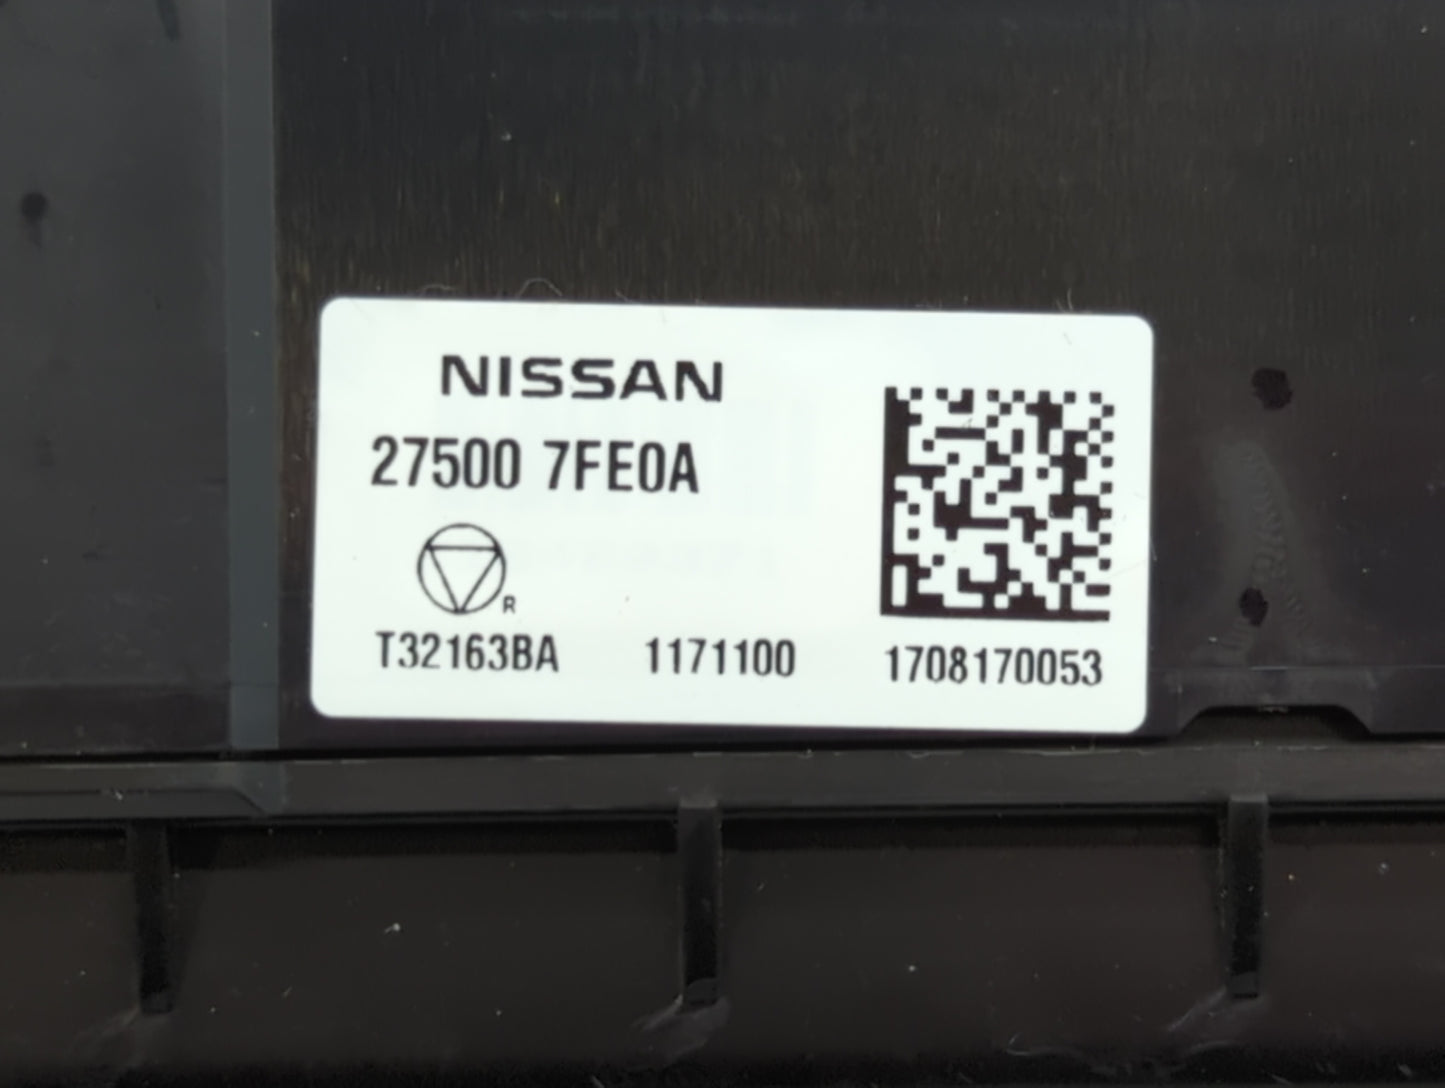 NISSAN
27500 7FE0A
R
T32163BA 1171100 1708170053